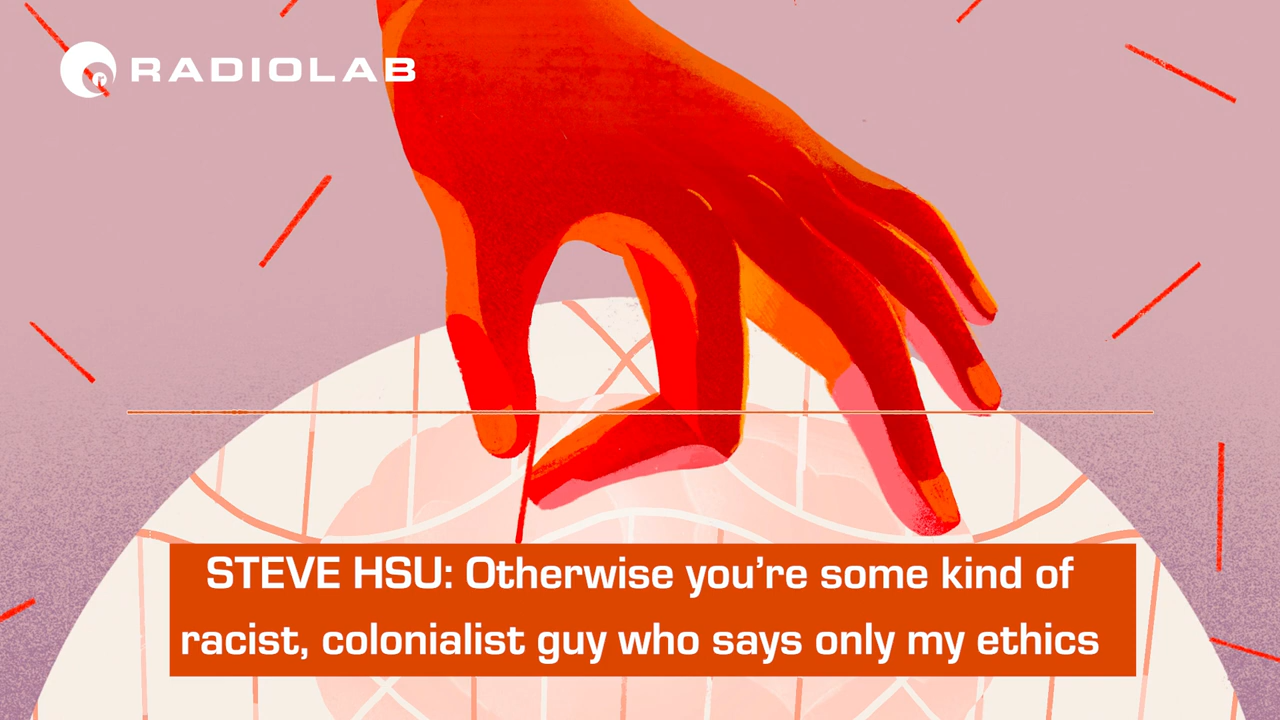 RADIOLAB
STEVE HSU: Otherwise you’re some kind of
racist, colonialist guy who says only my ethics